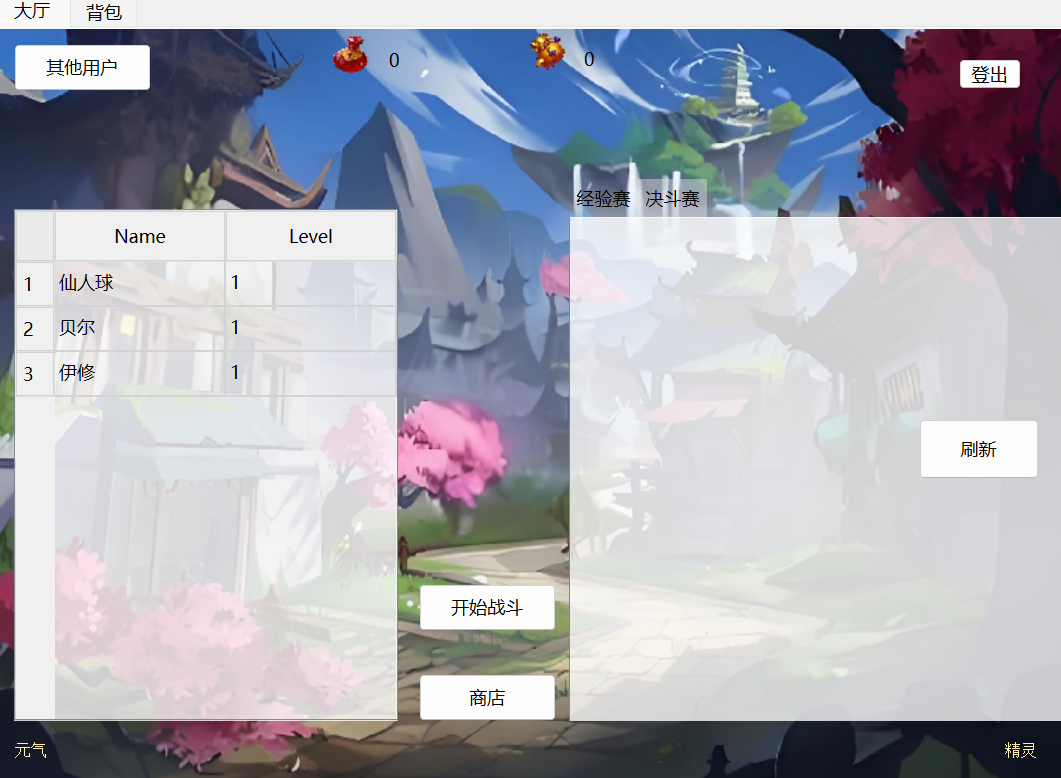 大厅 背包
其他用户
0
0
登出
经验赛 决斗赛
Name Level
1 仙人球 1
2 贝尔 1
3 伊修 1
刷新
开始战斗
商店
元气
精灵